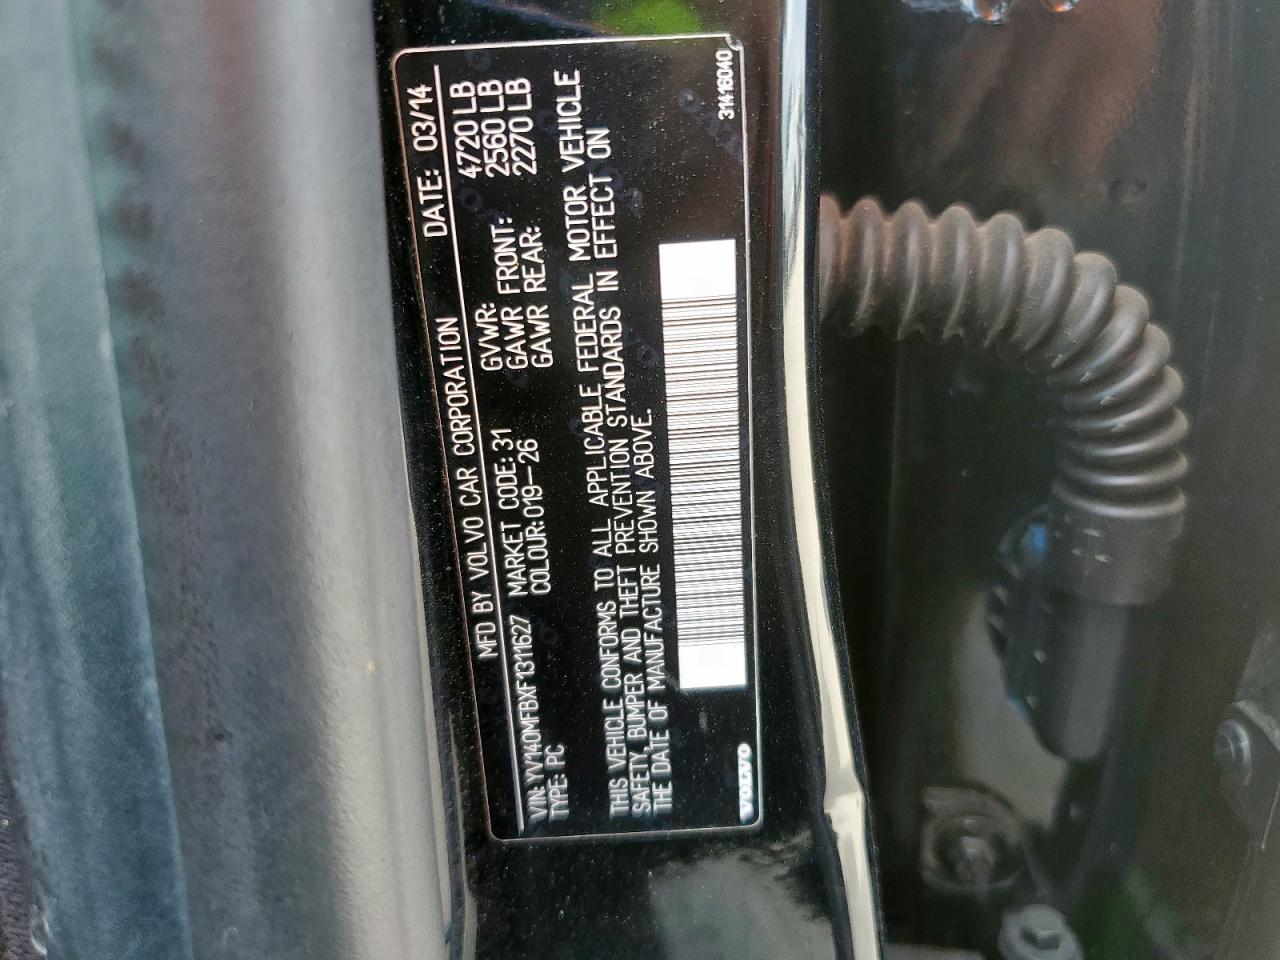 MFD BY VOLVO CAR CORPORATION DATE: 03/14
VIN: YV140MFBXF1311627 MARKET CODE: 31 GVWR: 4720 LB
TYPE: PC COLOUR: 019-26 GAWR FRONT: 2560 LB
GAWR REAR: 2270 LB
THIS VEHICLE CONFORMS TO ALL APPLICABLE FEDERAL MOTOR VEHICLE
SAFETY, BUMPER AND THEFT PREVENTION STANDARDS IN EFFECT ON
THE DATE OF MANUFACTURE SHOWN ABOVE.
VOLVO 31416040